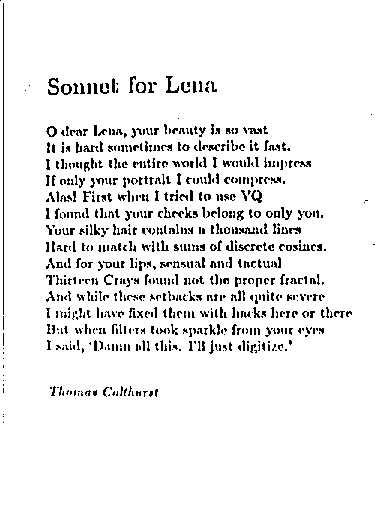 Sonnet for Lena
O dear Lena, your beauty is so vast
It is hard sometimes to describe it fast.
I thought the entire world I would impress
If only your portrait I could compress.
Alas! First when I tried to use VQ
I found that your cheeks belong to only you.
Your silky hair contains a thousand lines
Hard to match with sums of discrete cosines.
And for your lips, sensual and tactual
Thirteen Crays found not the proper fractal.
And while these setbacks are all quite severe
I might have fixed them with hacks here or there
But when filters took sparkle from your eyes
I said, 'Damn all this. I'll just digitize.'
Thomas Colthurst